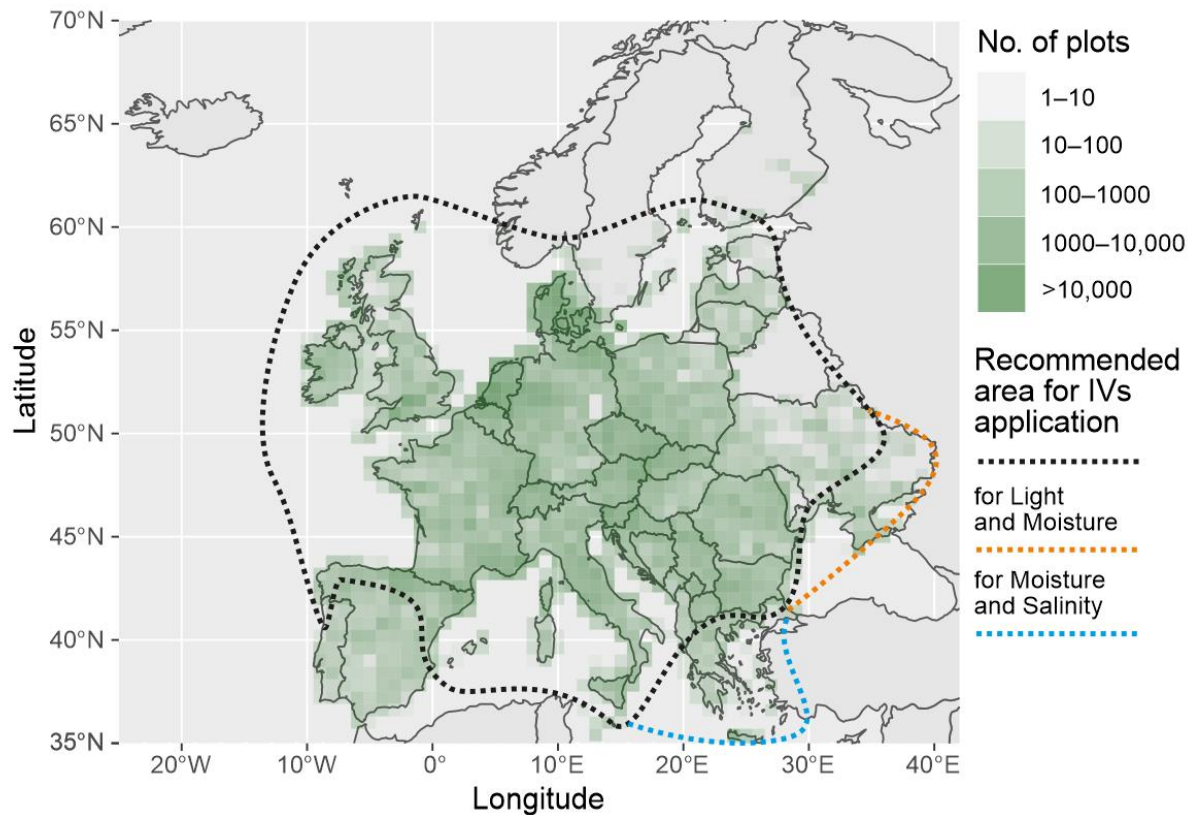 70°N
65°N
60°N
55°N
50°N
45°N
40°N
35°N
Latitude
20°W
10°W
0°
10°E
20°E
30°E
40°E
Longitude
No. of plots
1–10
10–100
100–1000
1000–10,000
>10,000
Recommended
area for IVs
application
for Light
and Moisture
for Moisture
and Salinity